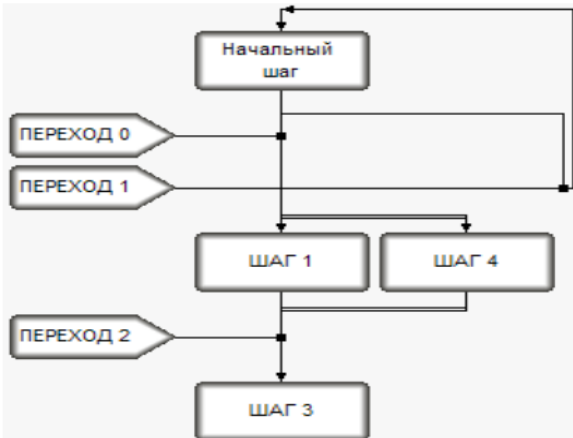 Начальный
шаг
ПЕРЕХОД 0
ПЕРЕХОД 1
ШАГ 1
ШАГ 4
ПЕРЕХОД 2
ШАГ 3